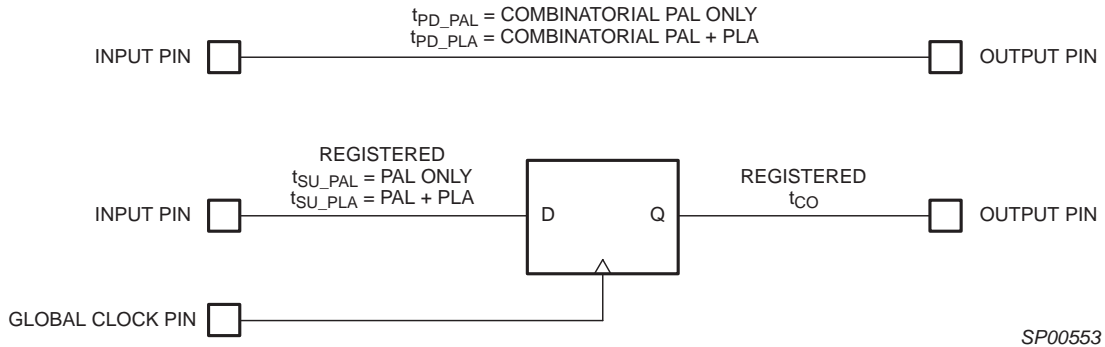 tPD_PAL = COMBINATORIAL PAL ONLY
tPD_PLA = COMBINATORIAL PAL + PLA
INPUT PIN
OUTPUT PIN
REGISTERED
tSU_PAL = PAL ONLY
tSU_PLA = PAL + PLA
REGISTERED
tCO
INPUT PIN
D
Q
OUTPUT PIN
GLOBAL CLOCK PIN
SP00553